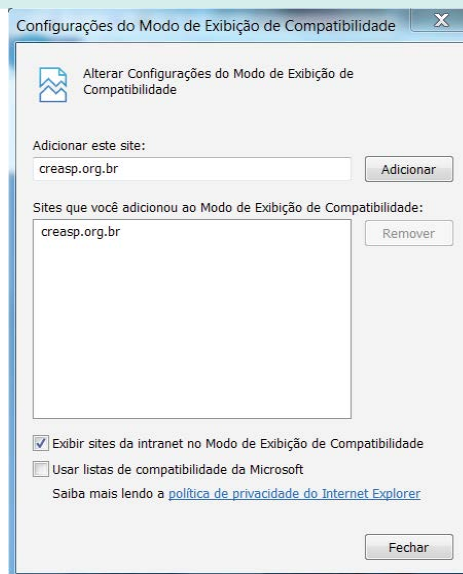 Configurações do Modo de Exibição de Compatibilidade
Alterar Configurações do Modo de Exibição de
Compatibilidade
Adicionar este site:
creasp.org.br
Adicionar
Sites que você adicionou ao Modo de Exibição de Compatibilidade:
creasp.org.br
Remover
Exibir sites da intranet no Modo de Exibição de Compatibilidade
Usar listas de compatibilidade da Microsoft
Saiba mais lendo a política de privacidade do Internet Explorer
Fechar